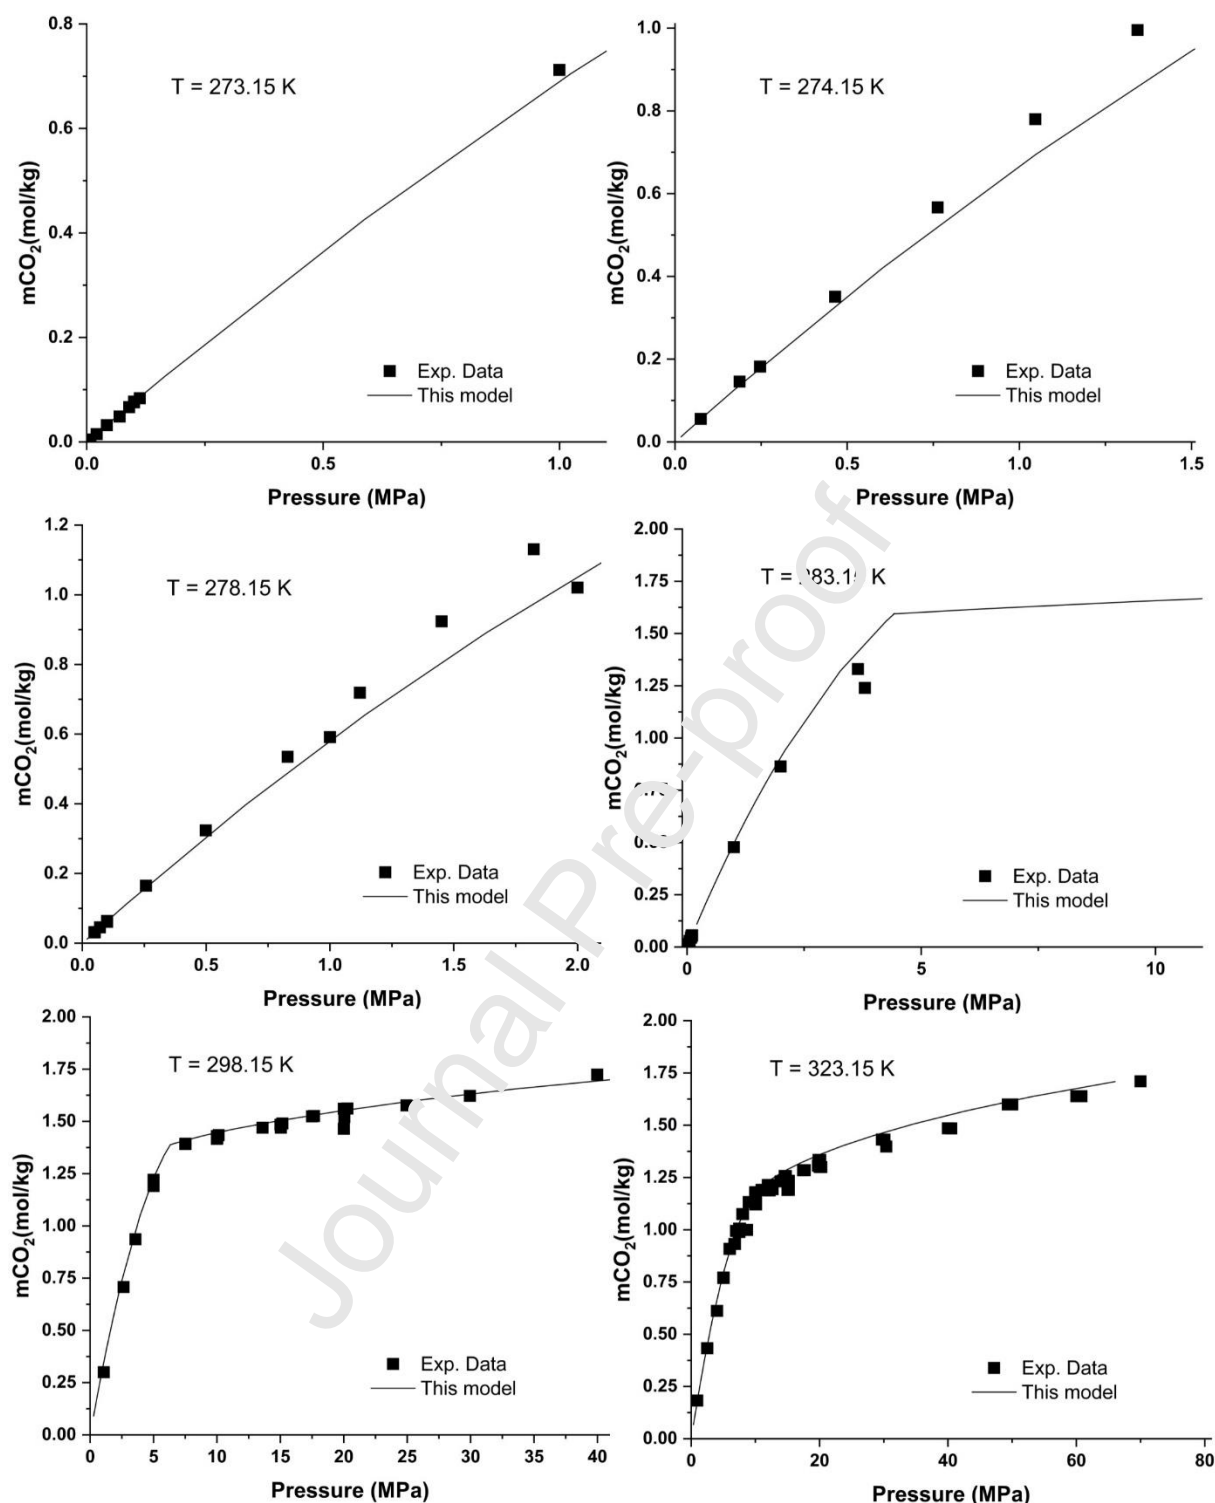 0.8
0.6
0.4
0.2
0.0
mCO₂(mol/kg)
T = 273.15 K
Exp. Data
This model
0.0
0.5
1.0
Pressure (MPa)
1.0
0.8
0.6
0.4
0.2
0.0
mCO₂(mol/kg)
T = 274.15 K
Exp. Data
This model
0.0
0.5
1.0
1.5
Pressure (MPa)
1.2
1.0
0.8
0.6
0.4
0.2
0.0
mCO₂(mol/kg)
T = 278.15 K
Exp. Data
This model
0.0
0.5
1.0
1.5
2.0
Pressure (MPa)
2.00
1.75
1.50
1.25
1.00
0.25
0.00
mCO₂(mol/kg)
T = 283.15 K
Exp. Data
This model
0
5
10
Pressure (MPa)
2.00
1.75
1.50
1.25
1.00
0.75
0.50
0.25
0.00
mCO₂(mol/kg)
T = 298.15 K
Exp. Data
This model
0
5
10
15
20
25
30
35
40
Pressure (MPa)
2.00
1.75
1.50
1.25
1.00
0.75
0.50
0.25
0.00
mCO₂(mol/kg)
T = 323.15 K
Exp. Data
This model
0
20
40
60
80
Pressure (MPa)
Journal Pre-proof